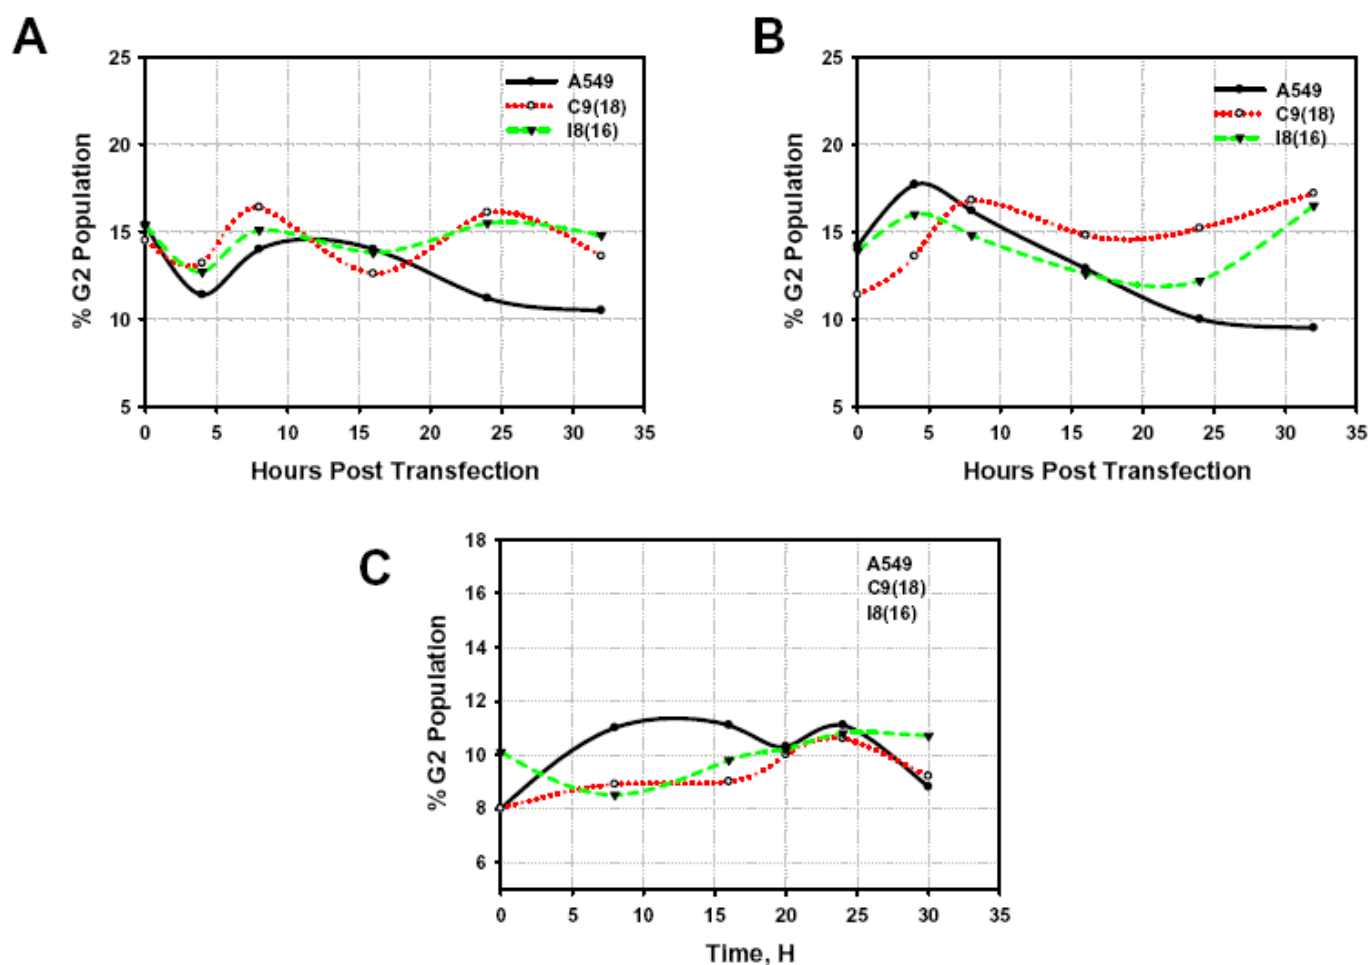 A
25
20
15
10
5
% G2 Population
A549
C9(18)
I8(16)
0 5 10 15 20 25 30 35
Hours Post Transfection
B
25
20
15
10
5
% G2 Population
A549
C9(18)
I8(16)
0 5 10 15 20 25 30 35
Hours Post Transfection
C
18
16
14
12
10
8
6
% G2 Population
A549
C9(18)
I8(16)
0 5 10 15 20 25 30 35
Time, H